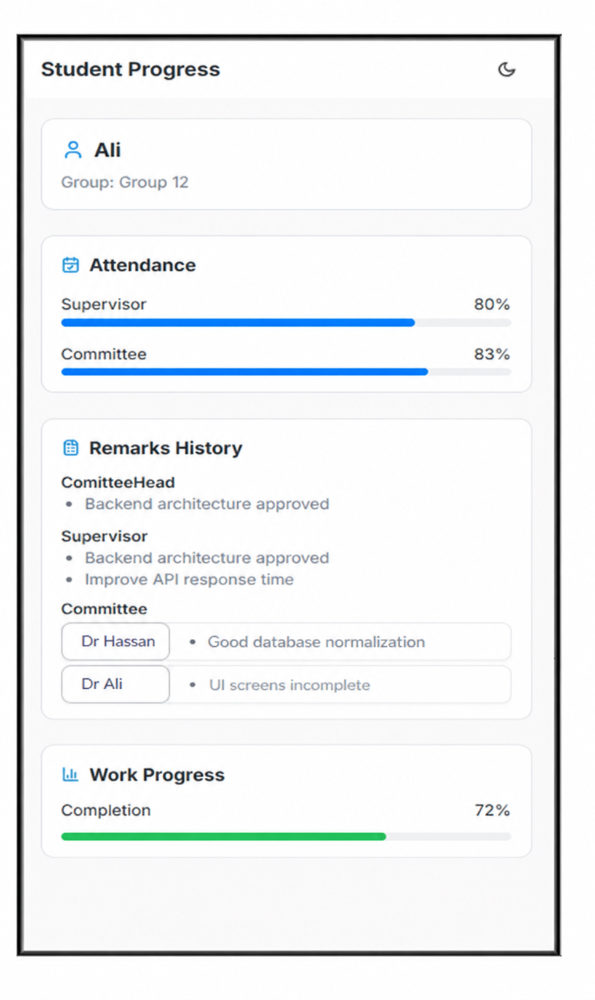 Student Progress
Ali
Group: Group 12
Attendance
Supervisor 80%
Committee 83%
Remarks History
ComitteeHead
• Backend architecture approved
Supervisor
• Backend architecture approved
• Improve API response time
Committee
Dr Hassan • Good database normalization
Dr Ali • UI screens incomplete
Work Progress
Completion 72%